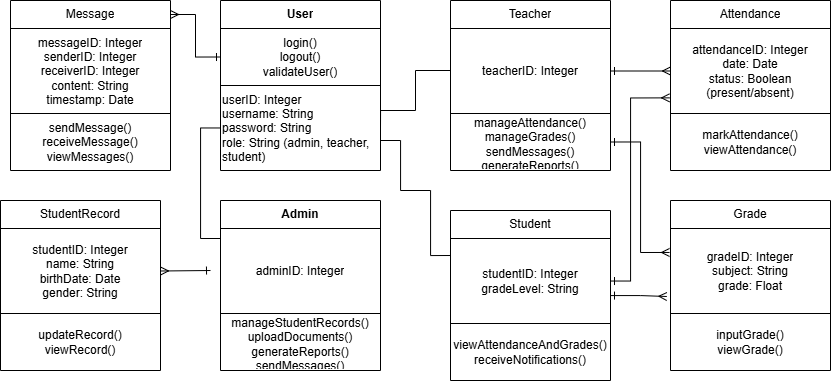 Message
messageID: Integer
senderID: Integer
receiverID: Integer
content: String
timestamp: Date
sendMessage()
receiveMessage()
viewMessages()
User
login()
logout()
validateUser()
userID: Integer
username: String
password: String
role: String (admin, teacher,
student)
Teacher
teacherID: Integer
manageAttendance()
manageGrades()
sendMessages()
generateReports()
Attendance
attendanceID: Integer
date: Date
status: Boolean
(present/absent)
markAttendance()
viewAttendance()
StudentRecord
studentID: Integer
name: String
birthDate: Date
gender: String
updateRecord()
viewRecord()
Admin
adminID: Integer
manageStudentRecords()
uploadDocuments()
generateReports()
sendMessages()
Student
studentID: Integer
gradeLevel: String
viewAttendanceAndGrades()
receiveNotifications()
Grade
gradeID: Integer
subject: String
grade: Float
inputGrade()
viewGrade()